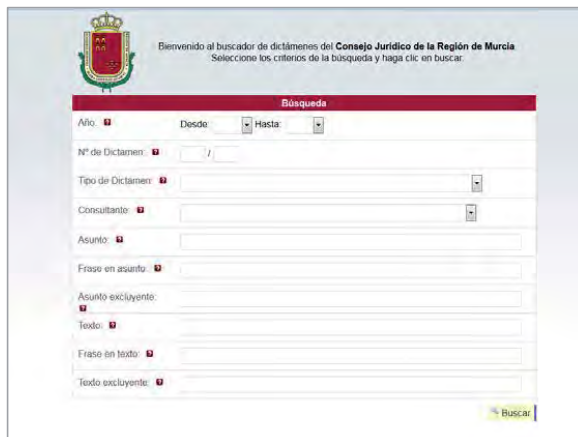 Bienvenido al buscador de dictámenes del Consejo Jurídico de la Región de Murcia
Seleccione los criterios de la búsqueda y haga clic en buscar.
Búsqueda
Año: ?
Desde: Hasta:
Nº de Dictamen: ? /
Tipo de Dictamen: ?
Consultante: ?
Asunto: ?
Frase en asunto: ?
Asunto excluyente:
?
Texto: ?
Frase en texto: ?
Texto excluyente: ?
Buscar